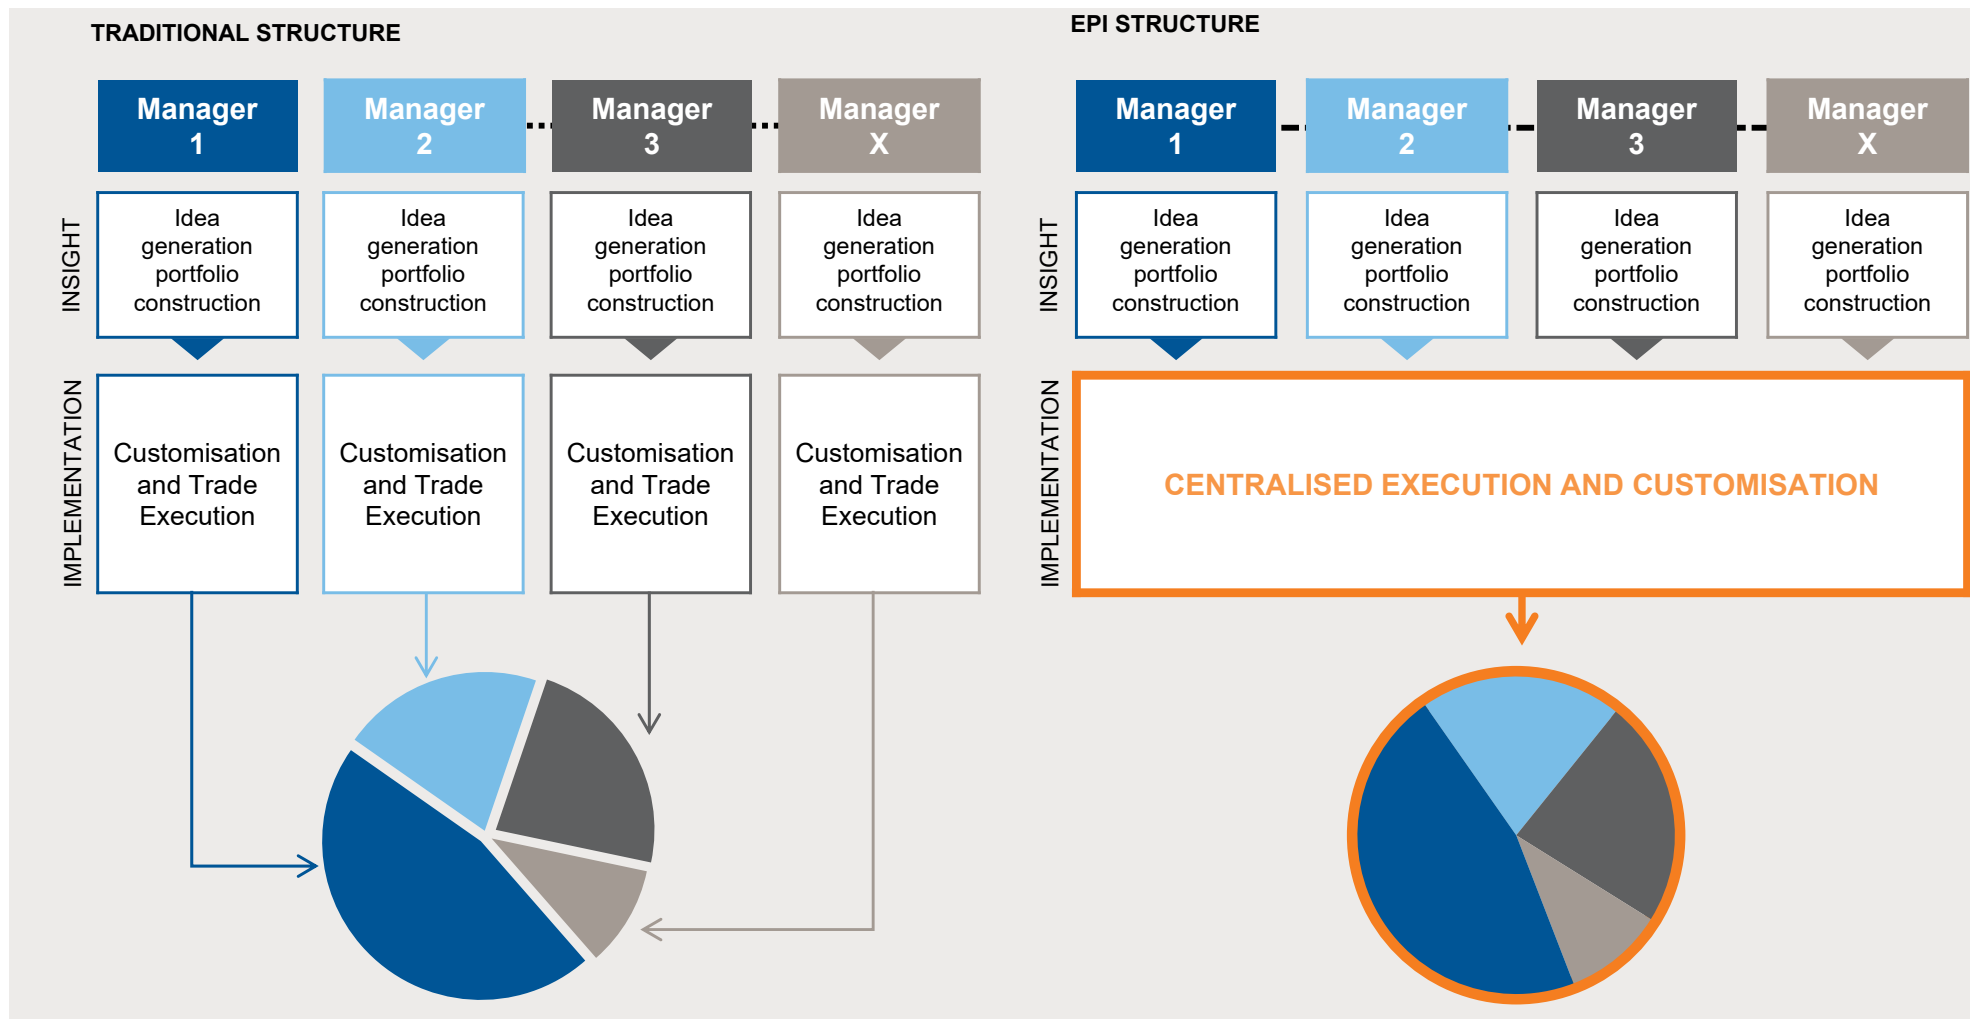 TRADITIONAL STRUCTURE
Manager
1
Manager
2
Manager
3
Manager
X
INSIGHT
Idea
generation
portfolio
construction
Idea
generation
portfolio
construction
Idea
generation
portfolio
construction
Idea
generation
portfolio
construction
IMPLEMENTATION
Customisation
and Trade
Execution
Customisation
and Trade
Execution
Customisation
and Trade
Execution
Customisation
and Trade
Execution
EPI STRUCTURE
Manager
1
Manager
2
Manager
3
Manager
X
INSIGHT
Idea
generation
portfolio
construction
Idea
generation
portfolio
construction
Idea
generation
portfolio
construction
Idea
generation
portfolio
construction
IMPLEMENTATION
CENTRALISED EXECUTION AND CUSTOMISATION